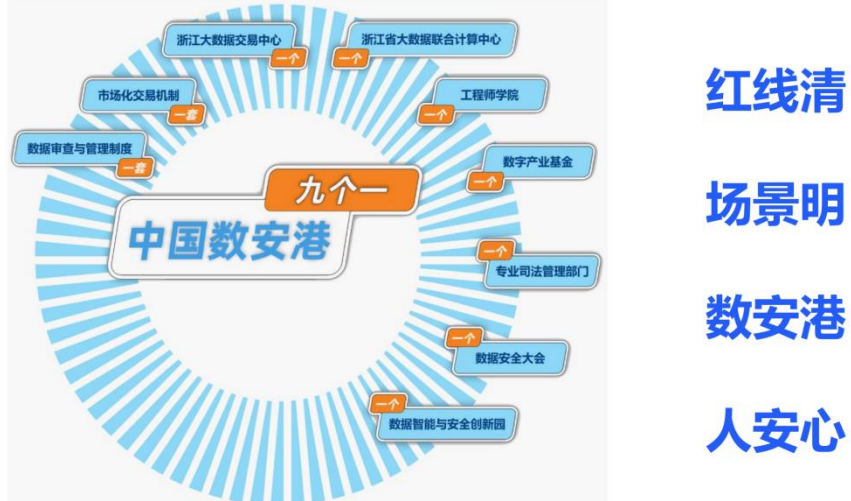 浙江大数据交易中心
一个
浙江省大数据联合计算中心
一个
市场化交易机制
一套
工程师学院
一个
数据审查与管理制度
一套
数字产业基金
一个
九个一
中国数安港
一个
专业司法管理部门
一个
数据安全大会
一个
数据智能与安全创新园
红线清
场景明
数安港
人安心